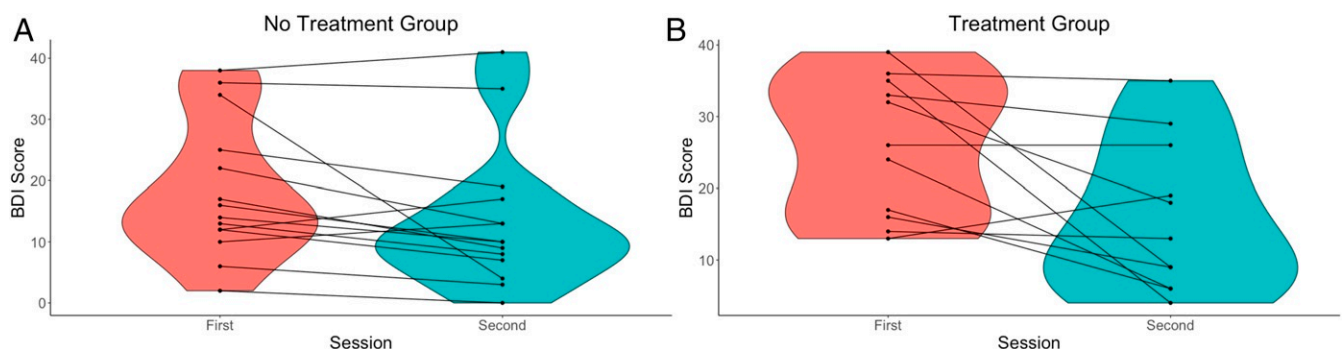 A
No Treatment Group
BDI Score
40
30
20
10
0
First
Second
Session
B
Treatment Group
BDI Score
40
30
20
10
First
Second
Session